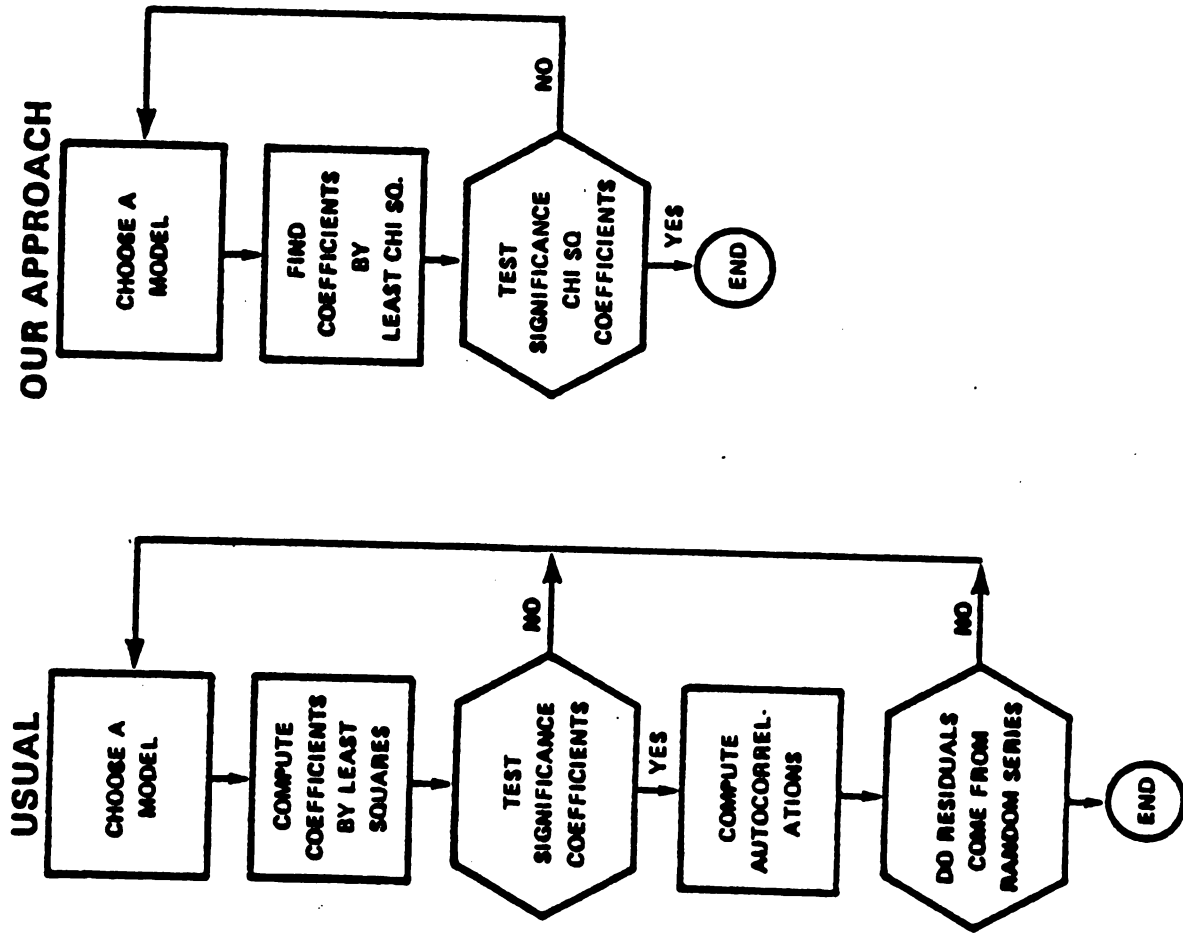 USUAL
CHOOSE A
MODEL
COMPUTE
COEFFICIENTS
BY LEAST
SQUARES
TEST
SIGNIFICANCE
COEFFICIENTS
NO
YES
COMPUTE
AUTOCORREL-
ATIONS
DO RESIDUALS
COME FROM
RANDOM SERIES
NO
END
OUR APPROACH
CHOOSE A
MODEL
FIND
COEFFICIENTS
BY
LEAST CHI SQ.
TEST
SIGNIFICANCE
CHI SQ
COEFFICIENTS
NO
YES
END